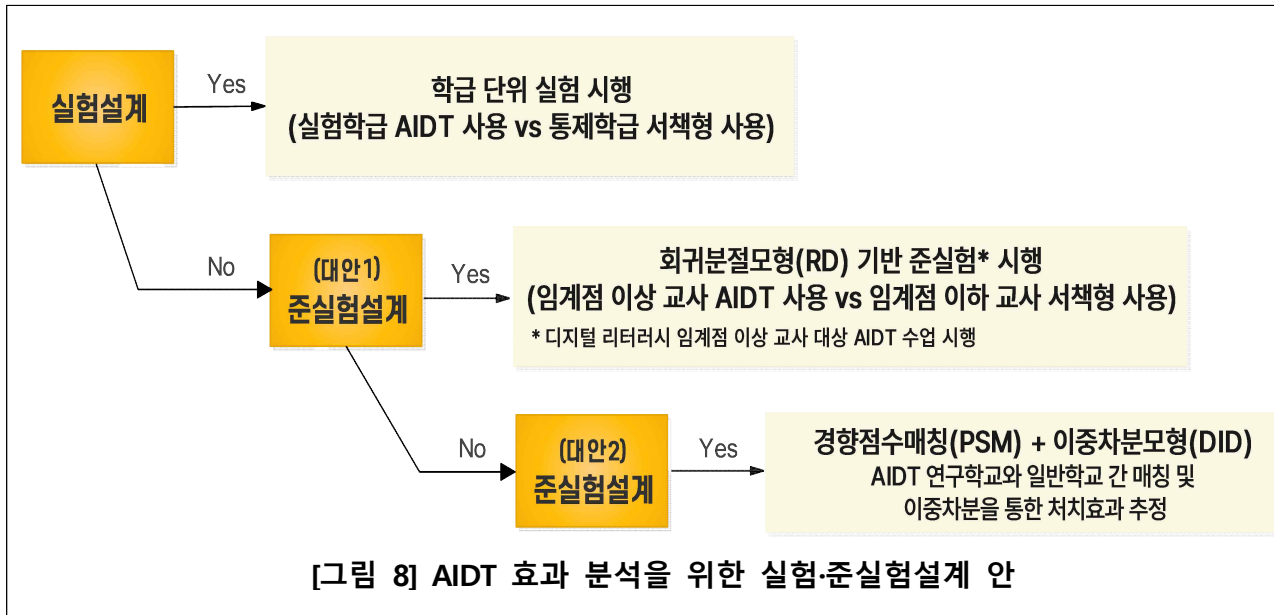 실험설계
Yes
학급 단위 실험 시행
(실험학급 AIDT 사용 vs 통제학급 서책형 사용)
No
(대안1)
준실험설계
Yes
회귀분절모형(RD) 기반 준실험* 시행
(임계점 이상 교사 AIDT 사용 vs 임계점 이하 교사 서책형 사용)
* 디지털 리터러시 임계점 이상 교사 대상 AIDT 수업 시행
No
(대안2)
준실험설계
Yes
경향점수매칭(PSM) + 이중차분모형(DID)
AIDT 연구학교와 일반학교 간 매칭 및
이중차분을 통한 처치효과 추정
[그림 8] AIDT 효과 분석을 위한 실험·준실험설계 안